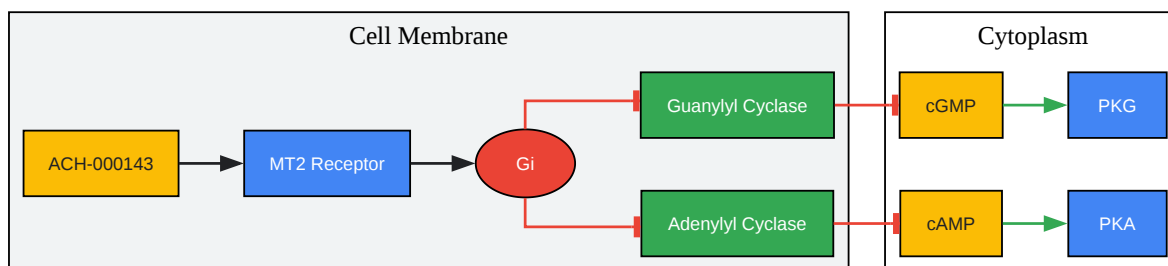 Cell Membrane
Cytoplasm
Guanylyl Cyclase
cGMP
PKG
ACH-000143
MT2 Receptor
Gi
Adenylyl Cyclase
cAMP
PKA